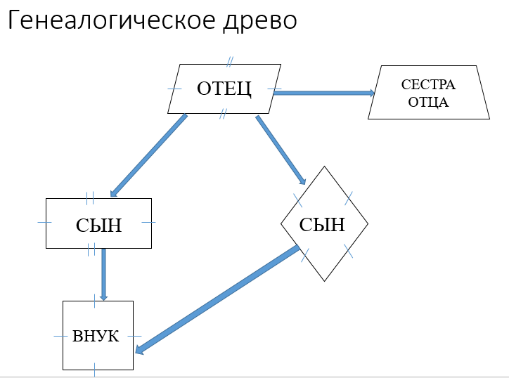 Генеалогическое древо
ОТЕЦ
СЕСТРА
ОТЦА
СЫН
СЫН
ВНУК